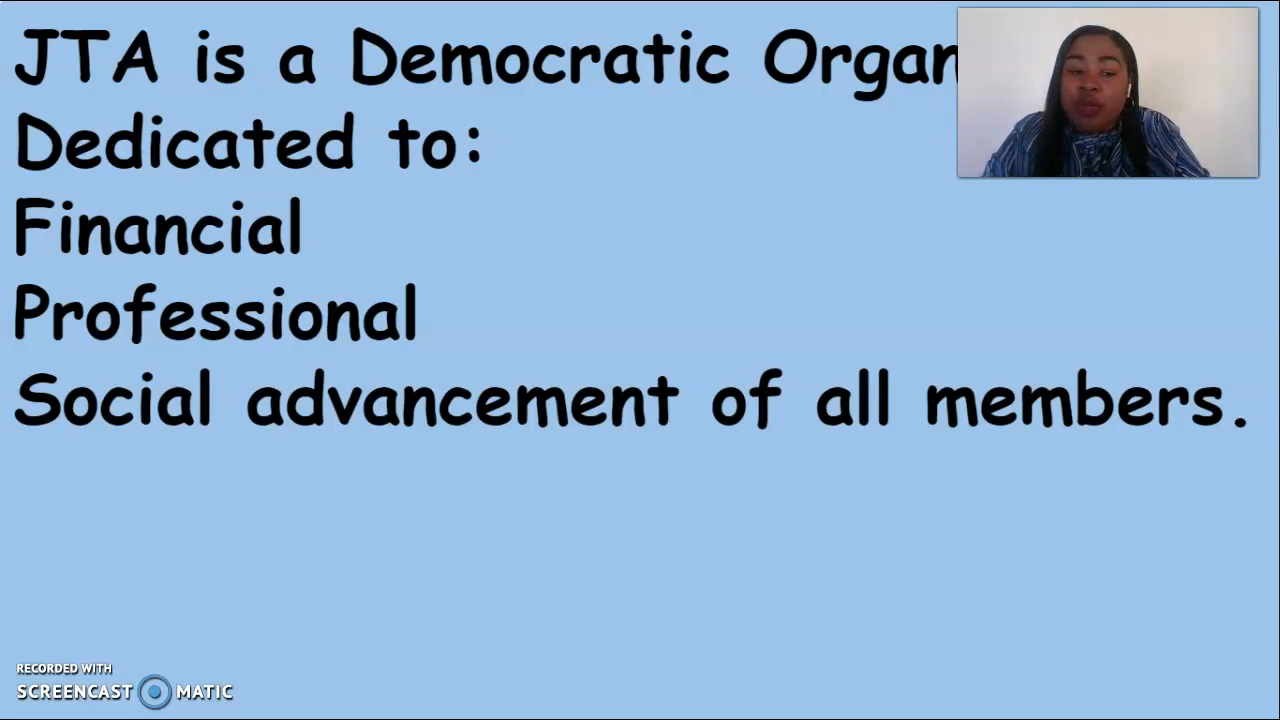 JTA is a Democratic Organ
Dedicated to:
Financial
Professional
Social advancement of all members.
RECORDED WITH
SCREENCAST MATIC